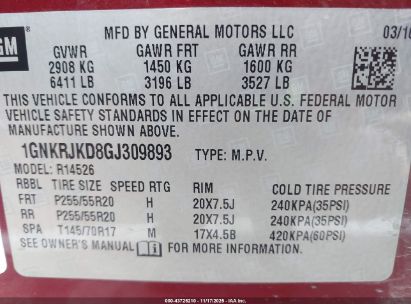 GM
MFD BY GENERAL MOTORS LLC
03/16
GVWR GAWR FRT GAWR RR
2908 KG 1450 KG 1600 KG
6411 LB 3196 LB 3527 LB
THIS VEHICLE CONFORMS TO ALL APPLICABLE U.S. FEDERAL MOTOR
VEHICLE SAFETY STANDARDS IN EFFECT ON THE DATE OF
MANUFACTURE SHOWN ABOVE.
1GNKRJKD8GJ309893 TYPE: M.P.V.
MODEL: R14526
RBBL TIRE SIZE SPEED RTG RIM COLD TIRE PRESSURE
FRT P255/55R20 H 20X7.5J 240KPA(35PSI)
RR P255/55R20 H 20X7.5J 240KPA(35PSI)
SPA T145/70R17 M 17X4.5B 420KPA(60PSI)
SEE OWNER'S MANUAL FOR MORE INFORMATION.